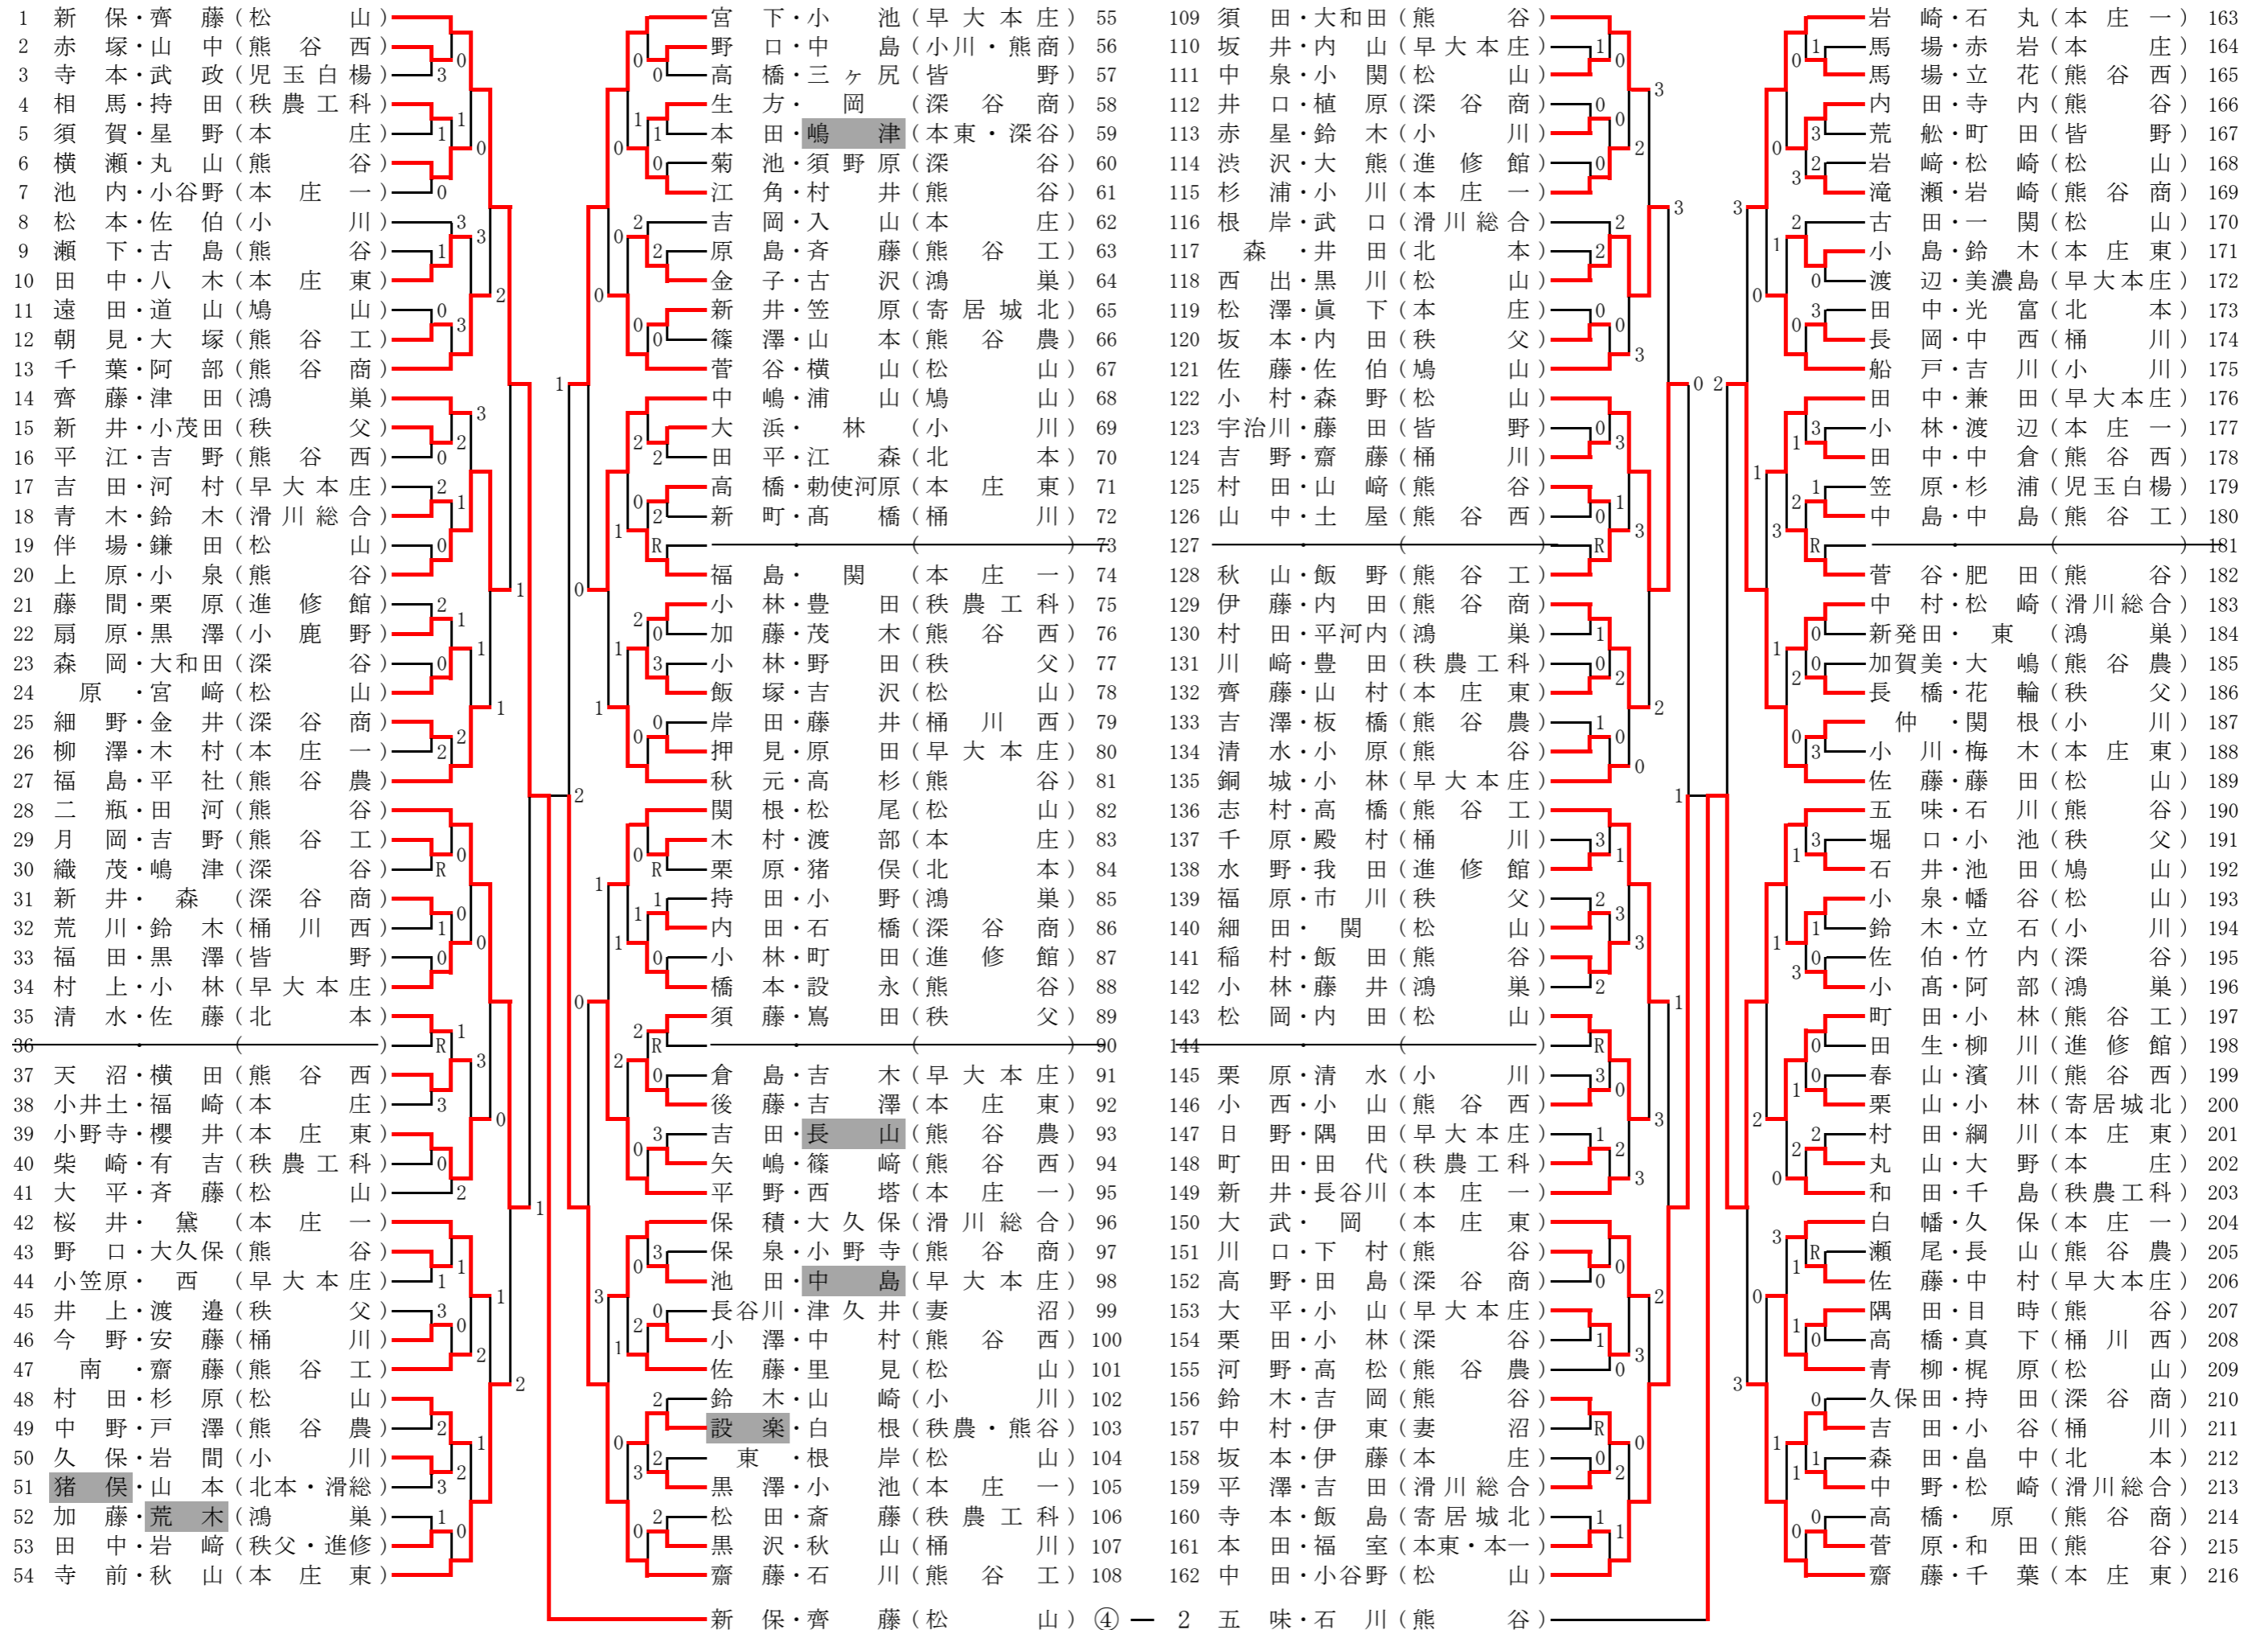 1 新保・齊藤(松山)
2 赤塚・山中(熊谷西)
3 寺本・武政(児玉白楊)
4 相馬・持田(秩農工科)
5 須賀・星野(本庄)
6 横瀬・丸山(熊谷)
7 池内・小谷野(本庄一)
8 松本・佐伯(小川)
9 瀬下・古島(熊谷)
10 田中・八木(本庄東)
11 遠田・道山(鳩山)
12 朝見・大塚(熊谷工)
13 千葉・阿部(熊谷商)
14 齊藤・津田(鴻巣)
15 新井・小茂田(秩父)
16 平江・吉野(熊谷西)
17 吉田・河村(早大本庄)
18 青木・鈴木(滑川総合)
19 伴場・鎌田(松山)
20 上原・小泉(熊谷)
21 藤間・栗原(進修館)
22 扇原・黒澤(小鹿野)
23 森岡・大和田(深谷)
24 原・宮﨑(松山)
25 細野・金井(深谷商)
26 柳澤・木村(本庄一)
27 福島・平社(熊谷農)
28 二瓶・田河(熊谷)
29 月岡・吉野(熊谷工)
30 織茂・嶋津(深谷)
31 新井・森(深谷商)
32 荒川・鈴木(桶川西)
33 福田・黒澤(皆野)
34 村上・小林(早大本庄)
35 清水・佐藤(北本)
36 ・( )
37 天沼・横田(熊谷西)
38 小井土・福崎(本庄)
39 小野寺・櫻井(本庄東)
40 柴崎・有吉(秩農工科)
41 大平・斉藤(松山)
42 桜井・黛(本庄一)
43 野口・大久保(熊谷)
44 小笠原・西(早大本庄)
45 井上・渡邉(秩父)
46 今野・安藤(桶川)
47 南・齋藤(熊谷工)
48 村田・杉原(松山)
49 中野・戸澤(熊谷農)
50 久保・岩間(小川)
51 猪俣・山本(北本・滑総)
52 加藤・荒木(鴻巣)
53 田中・岩﨑(秩父・進修)
54 寺前・秋山(本庄東)
宮下・小池(早大本庄) 55
野口・中島(小川・熊商) 56
高橋・三ヶ尻(皆野) 57
生方・岡(深谷商) 58
本田・嶋津(本東・深谷) 59
菊池・須野原(深谷) 60
江角・村井(熊谷) 61
吉岡・入山(本庄) 62
原島・斉藤(熊谷工) 63
金子・古沢(鴻巣) 64
新井・笠原(寄居城北) 65
篠澤・山本(熊谷農) 66
菅谷・横山(松山) 67
中嶋・浦山(鳩山) 68
大浜・林(小川) 69
田平・江森(北本) 70
高橋・勅使河原(本庄東) 71
新町・髙橋(桶川) 72
・( ) 73
福島・関(本庄一) 74
小林・豊田(秩農工科) 75
加藤・茂木(熊谷西) 76
小林・野田(秩父) 77
飯塚・吉沢(松山) 78
岸田・藤井(桶川西) 79
押見・原田(早大本庄) 80
秋元・高杉(熊谷) 81
関根・松尾(松山) 82
木村・渡部(本庄) 83
栗原・猪俣(北本) 84
持田・小野(鴻巣) 85
内田・石橋(深谷商) 86
小林・町田(進修館) 87
橋本・設永(熊谷) 88
須藤・嶌田(秩父) 89
・( ) 90
倉島・吉木(早大本庄) 91
後藤・吉澤(本庄東) 92
吉田・長山(熊谷農) 93
矢嶋・篠﨑(熊谷西) 94
平野・西塔(本庄一) 95
保積・大久保(滑川総合) 96
保泉・小野寺(熊谷商) 97
池田・中島(早大本庄) 98
長谷川・津久井(妻沼) 99
小澤・中村(熊谷西) 100
佐藤・里見(松山) 101
鈴木・山崎(小川) 102
設楽・白根(秩農・熊谷) 103
東・根岸(松山) 104
黒澤・小池(本庄一) 105
松田・斎藤(秩農工科) 106
黒沢・秋山(桶川) 107
齋藤・石川(熊谷工) 108
109 須田・大和田(熊谷)
110 坂井・内山(早大本庄)
111 中泉・小関(松山)
112 井口・植原(深谷商)
113 赤星・鈴木(小川)
114 渋沢・大熊(進修館)
115 杉浦・小川(本庄一)
116 根岸・武口(滑川総合)
117 森・井田(北本)
118 西出・黒川(松山)
119 松澤・眞下(本庄)
120 坂本・内田(秩父)
121 佐藤・佐伯(鳩山)
122 小村・森野(松山)
123 宇治川・藤田(皆野)
124 吉野・齋藤(桶川)
125 村田・山﨑(熊谷)
126 山中・土屋(熊谷西)
127 ・( )
128 秋山・飯野(熊谷工)
129 伊藤・内田(熊谷商)
130 村田・平河内(鴻巣)
131 川﨑・豊田(秩農工科)
132 齊藤・山村(本庄東)
133 吉澤・板橋(熊谷農)
134 清水・小原(熊谷)
135 銅城・小林(早大本庄)
136 志村・高橋(熊谷工)
137 千原・殿村(桶川)
138 水野・我田(進修館)
139 福原・市川(秩父)
140 細田・関(松山)
141 稲村・飯田(熊谷)
142 小林・藤井(鴻巣)
143 松岡・内田(松山)
144 ・( )
145 栗原・清水(小川)
146 小西・小山(熊谷西)
147 日野・隅田(早大本庄)
148 町田・田代(秩農工科)
149 新井・長谷川(本庄一)
150 大武・岡(本庄東)
151 川口・下村(熊谷)
152 高野・田島(深谷商)
153 大平・小山(早大本庄)
154 栗田・小林(深谷)
155 河野・高松(熊谷農)
156 鈴木・吉岡(熊谷)
157 中村・伊東(妻沼)
158 坂本・伊藤(本庄)
159 平澤・吉田(滑川総合)
160 寺本・飯島(寄居城北)
161 本田・福室(本東・本一)
162 中田・小谷野(松山)
岩崎・石丸(本庄一) 163
馬場・赤岩(本庄) 164
馬場・立花(熊谷西) 165
内田・寺内(熊谷) 166
荒舩・町田(皆野) 167
岩﨑・松崎(松山) 168
滝瀬・岩崎(熊谷商) 169
古田・一関(松山) 170
小島・鈴木(本庄東) 171
渡辺・美濃島(早大本庄) 172
田中・光富(北本) 173
長岡・中西(桶川) 174
船戸・吉川(小川) 175
田中・兼田(早大本庄) 176
小林・渡辺(本庄一) 177
田中・中倉(熊谷西) 178
笠原・杉浦(児玉白楊) 179
中島・中島(熊谷工) 180
・( ) 181
菅谷・肥田(熊谷) 182
中村・松崎(滑川総合) 183
新発田・東(鴻巣) 184
加賀美・大嶋(熊谷農) 185
長橋・花輪(秩父) 186
仲・関根(小川) 187
小川・梅木(本庄東) 188
佐藤・藤田(松山) 189
五味・石川(熊谷) 190
堀口・小池(秩父) 191
石井・池田(鳩山) 192
小泉・幡谷(松山) 193
鈴木・立石(小川) 194
佐伯・竹内(深谷) 195
小髙・阿部(鴻巣) 196
町田・小林(熊谷工) 197
田生・柳川(進修館) 198
春山・濱川(熊谷西) 199
栗山・小林(寄居城北) 200
村田・綱川(本庄東) 201
丸山・大野(本庄) 202
和田・千島(秩農工科) 203
白幡・久保(本庄一) 204
瀬尾・長山(熊谷農) 205
佐藤・中村(早大本庄) 206
隅田・目時(熊谷) 207
高橋・真下(桶川西) 208
青柳・梶原(松山) 209
久保田・持田(深谷商) 210
吉田・小谷(桶川) 211
森田・畠中(北本) 212
中野・松崎(滑川総合) 213
高橋・原(熊谷商) 214
菅原・和田(熊谷) 215
齋藤・千葉(本庄東) 216
新保・齊藤(松山) ④ ― 2 五味・石川(熊谷)